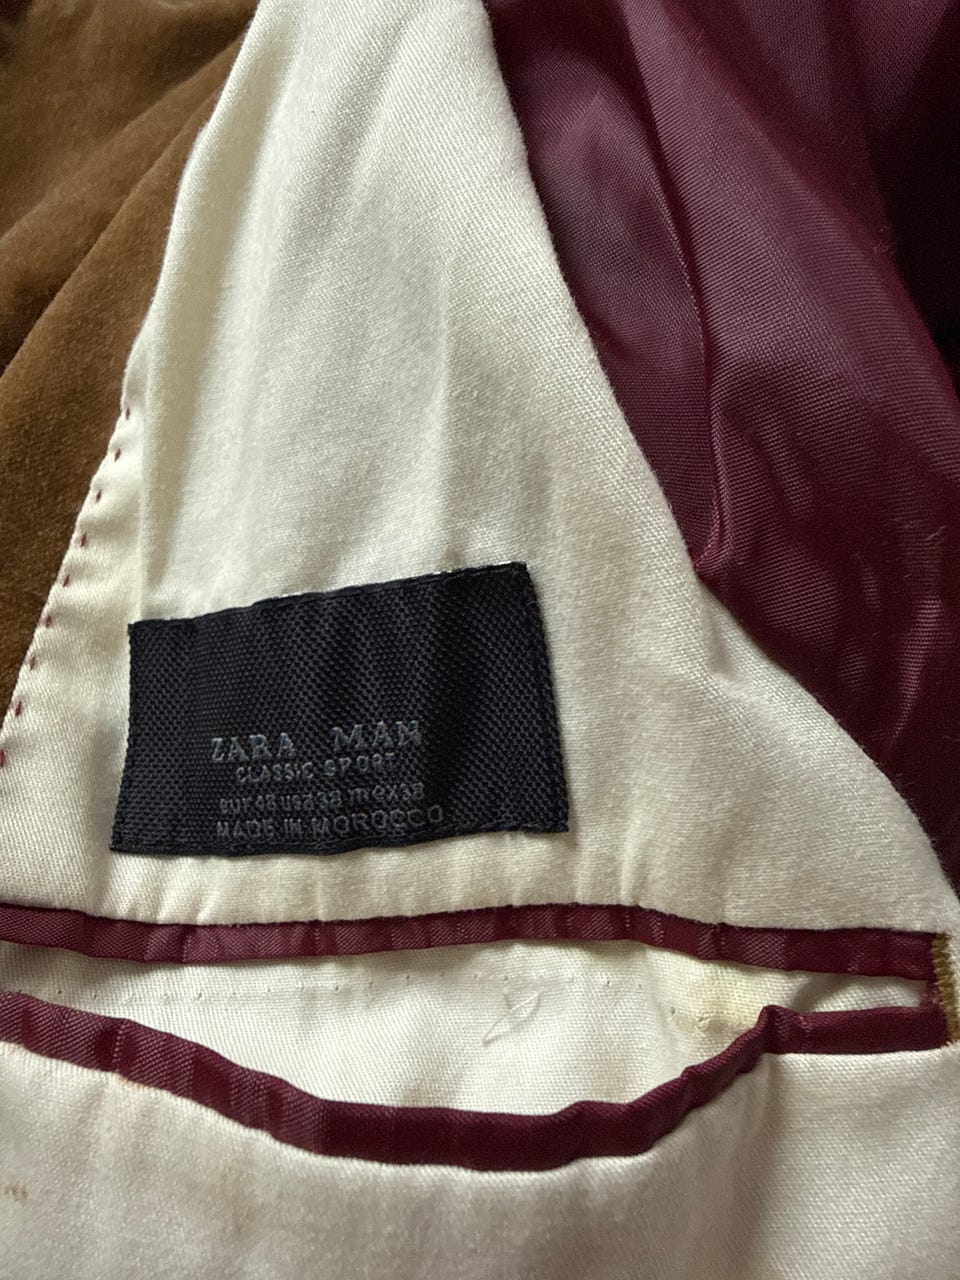 ZARA MAN
CLASSIC SPORT
EUR 48 USA 38 MEX 38
MADE IN MOROCCO